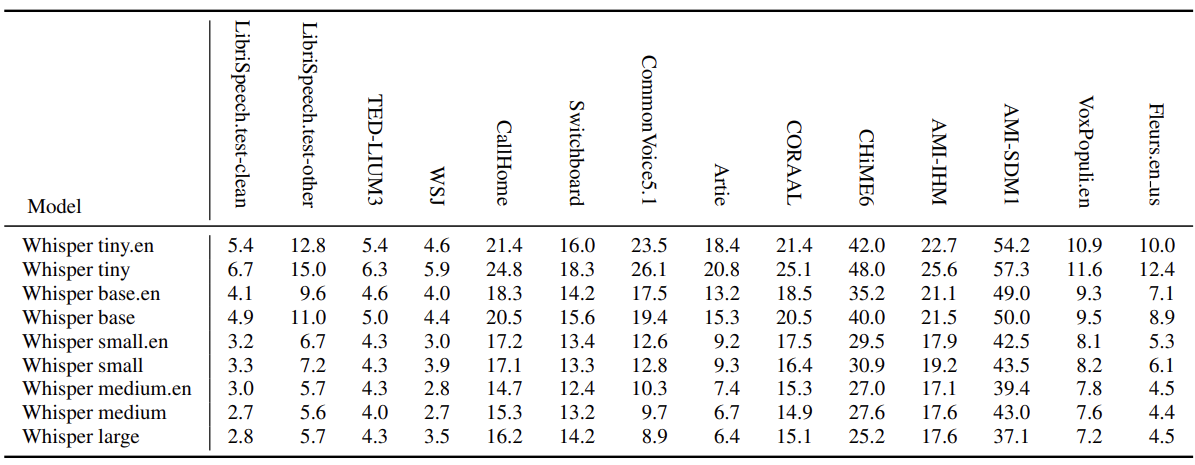 Model LibriSpeech.test-clean LibriSpeech.test-other TED-LIUM3 WSJ CallHome Switchboard CommonVoice5.1 Artie CORAAL CHiME6 AMI-IHM AMI-SDM1 VoxPopuli.en Fleurs.en_us
Whisper tiny.en 5.4 12.8 5.4 4.6 21.4 16.0 23.5 18.4 21.4 42.0 22.7 54.2 10.9 10.0
Whisper tiny 6.7 15.0 6.3 5.9 24.8 18.3 26.1 20.8 25.1 48.0 25.6 57.3 11.6 12.4
Whisper base.en 4.1 9.6 4.6 4.0 18.3 14.2 17.5 13.2 18.5 35.2 21.1 49.0 9.3 7.1
Whisper base 4.9 11.0 5.0 4.4 20.5 15.6 19.4 15.3 20.5 40.0 21.5 50.0 9.5 8.9
Whisper small.en 3.2 6.7 4.3 3.0 17.2 13.4 12.6 9.2 17.5 29.5 17.9 42.5 8.1 5.3
Whisper small 3.3 7.2 4.3 3.9 17.1 13.3 12.8 9.3 16.4 30.9 19.2 43.5 8.2 6.1
Whisper medium.en 3.0 5.7 4.3 2.8 14.7 12.4 10.3 7.4 15.3 27.0 17.1 39.4 7.8 4.5
Whisper medium 2.7 5.6 4.0 2.7 15.3 13.2 9.7 6.7 14.9 27.6 17.6 43.0 7.6 4.4
Whisper large 2.8 5.7 4.3 3.5 16.2 14.2 8.9 6.4 15.1 25.2 17.6 37.1 7.2 4.5